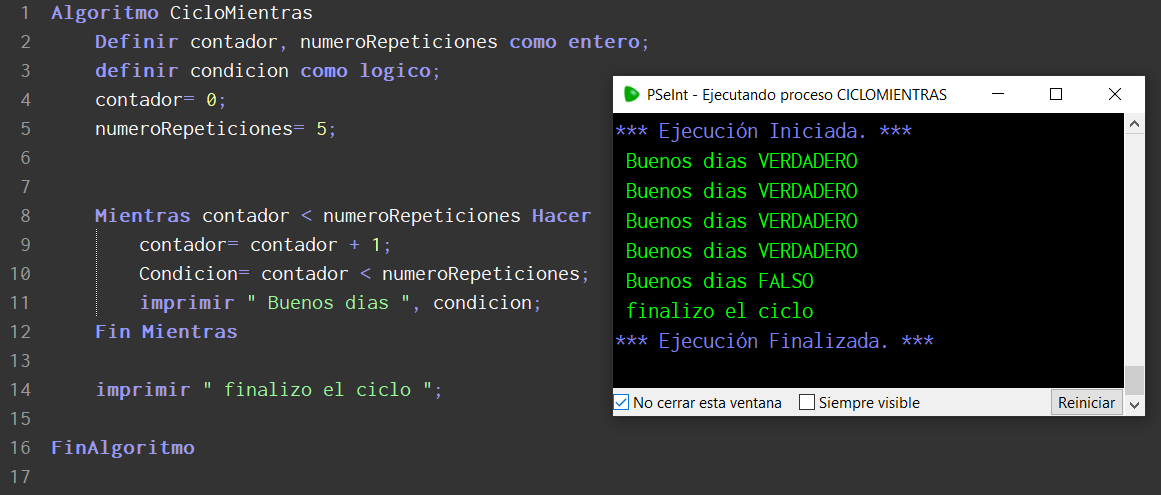 1 Algoritmo CicloMientras
2 Definir contador, numeroRepeticiones como entero;
3 definir condicion como logico;
4 contador= 0;
5 numeroRepeticiones= 5;
6
7
8 Mientras contador < numeroRepeticiones Hacer
9 contador= contador + 1;
10 Condicion= contador < numeroRepeticiones;
11 imprimir " Buenos dias ", condicion;
12 Fin Mientras
13
14 imprimir " finalizo el ciclo ";
15
16 FinAlgoritmo
17
PSeInt - Ejecutando proceso CICLOMIENTRAS
*** Ejecución Iniciada. ***
Buenos dias VERDADERO
Buenos dias VERDADERO
Buenos dias VERDADERO
Buenos dias VERDADERO
Buenos dias FALSO
finalizo el ciclo
*** Ejecución Finalizada. ***
No cerrar esta ventana Siempre visible Reiniciar